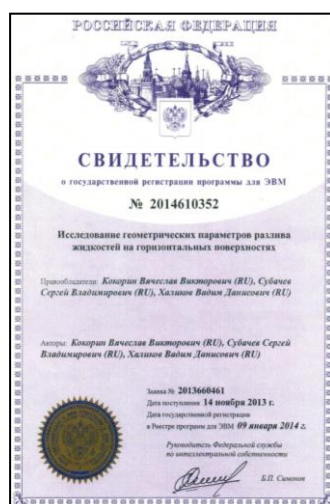 РОССИЙСКАЯ ФЕДЕРАЦИЯ
СВИДЕТЕЛЬСТВО
о государственной регистрации программы для ЭВМ
№ 2014610352
Исследование геометрических параметров разлива
жидкостей на горизонтальных поверхностях
Правообладатели: Кокорин Вячеслав Викторович (RU), Субачев
Сергей Владимирович (RU), Халиков Вадим Данисович (RU)
Авторы: Кокорин Вячеслав Викторович (RU), Субачев Сергей
Владимирович (RU), Халиков Вадим Данисович (RU)
Заявка № 2013660461
Дата поступления 14 ноября 2013 г.
Дата государственной регистрации
в Реестре программ для ЭВМ 09 января 2014 г.
Руководитель Федеральной службы
по интеллектуальной собственности
Б.П. Симонов